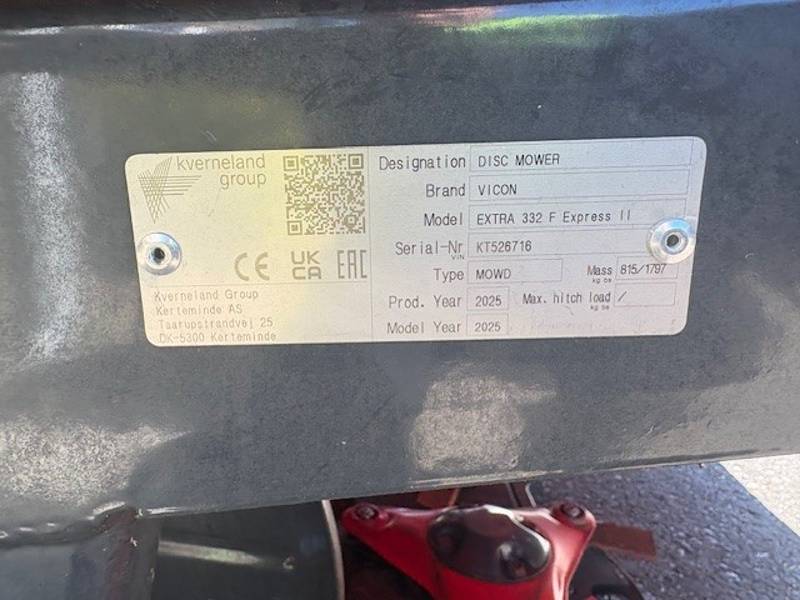 kverneland
group
CE UK CA EAC
Kverneland Group
Kerteminde AS
Taarupstrandvej 25
DK-5300 Kerteminde
Designation DISC MOWER
Brand VICON
Model EXTRA 332 F Express II
Serial-Nr KT526716
VIN
Type MOWD Mass 815/1797
kg lbs
Prod. Year 2025 Max. hitch load /
kg lbs
Model Year 2025